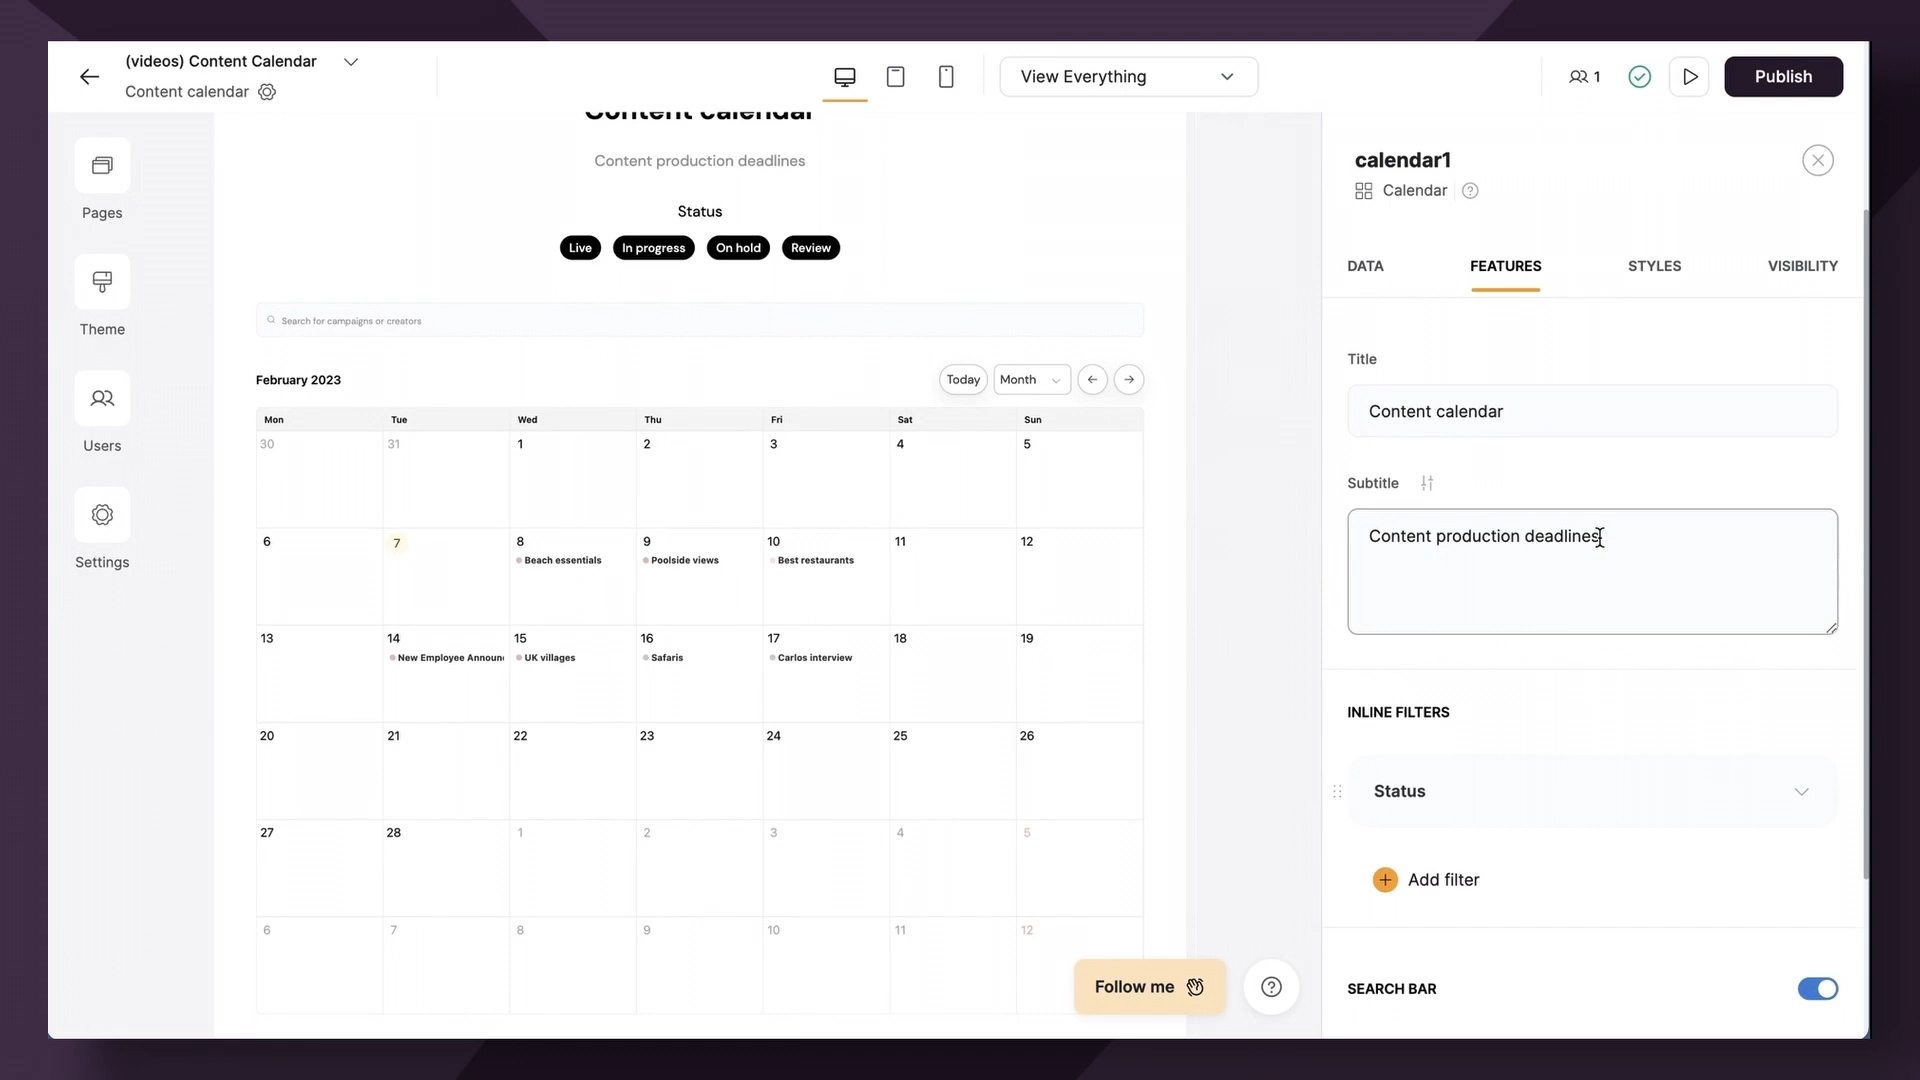 (videos) Content Calendar
Content calendar
View Everything
1
Publish
Pages
Theme
Users
Settings
Content calendar
Content production deadlines
Status
Live In progress On hold Review
Search for campaigns or creators
February 2023
Today Month
Mon Tue Wed Thu Fri Sat Sun
30 31 1 2 3 4 5
6 7 8 9 10 11 12
Beach essentials Poolside views Best restaurants
13 14 15 16 17 18 19
New Employee Announ UK villages Safaris Carlos interview
20 21 22 23 24 25 26
27 28 1 2 3 4 5
6 7 8 9 10 11 12
Follow me
?
calendar1
Calendar ?
DATA FEATURES STYLES VISIBILITY
Title
Content calendar
Subtitle
Content production deadlines
INLINE FILTERS
Status
Add filter
SEARCH BAR